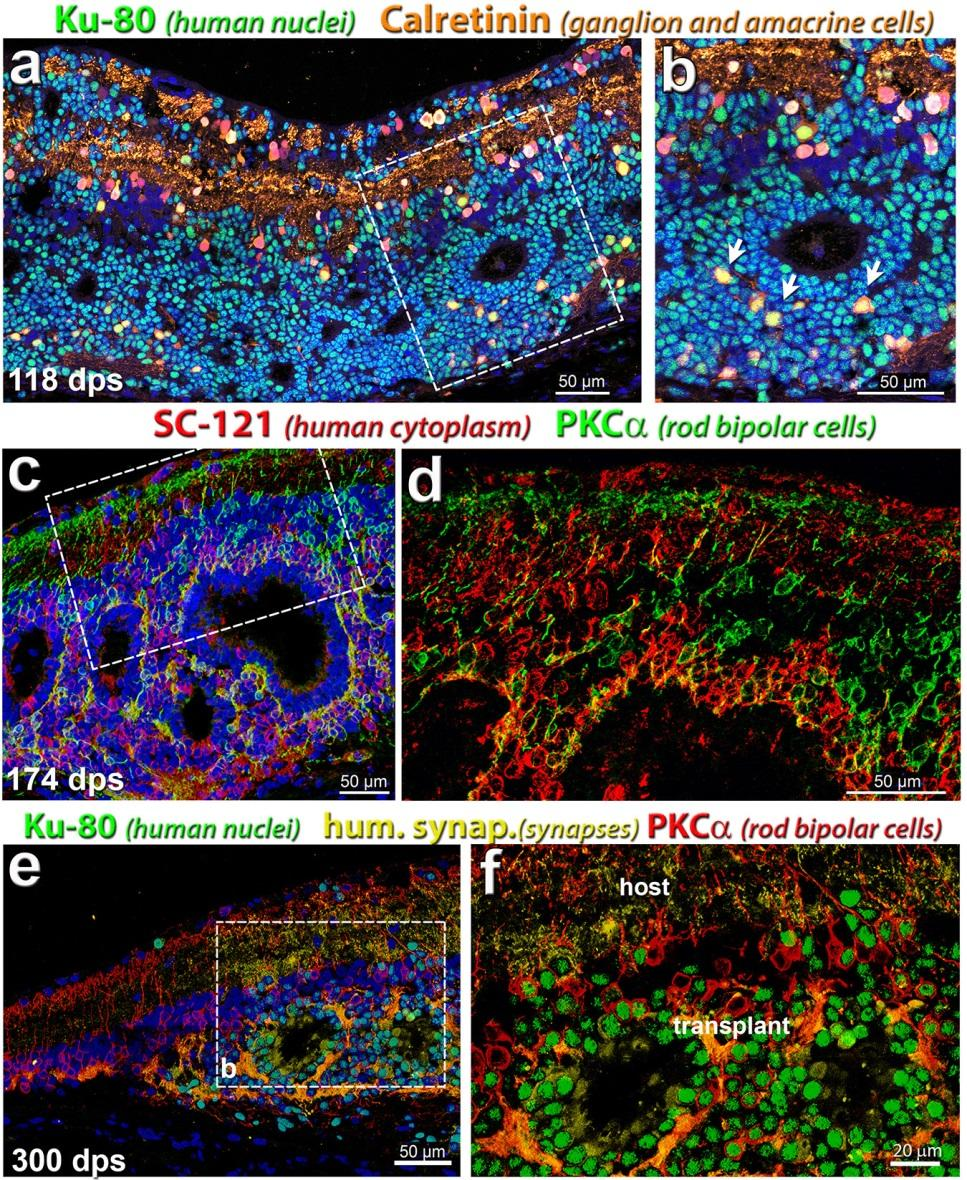 Ku-80 (human nuclei) Calretinin (ganglion and amacrine cells)
a
b
118 dps
50 µm
50 µm
SC-121 (human cytoplasm) PKCα (rod bipolar cells)
c
d
174 dps
50 µm
50 µm
Ku-80 (human nuclei) hum. synap.(synapses) PKCα (rod bipolar cells)
e
f
host
transplant
b
300 dps
50 µm
20 µm